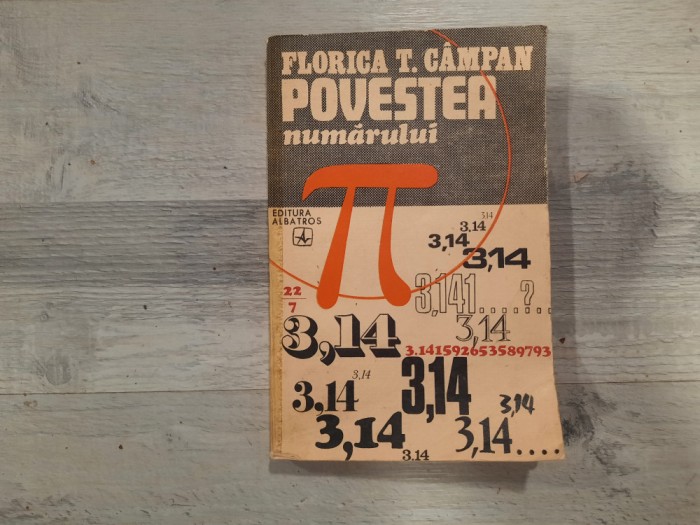 FLORICA T. CÂMPAN
POVESTEA
numărului
π
EDITURA
ALBATROS
3,14
3,14
3,14
3,14
22
7
3,141....?..
3,14
3,14
3.141592653589793
3,14
3,14
3,14
3,14
3,14
3,14....
3.14